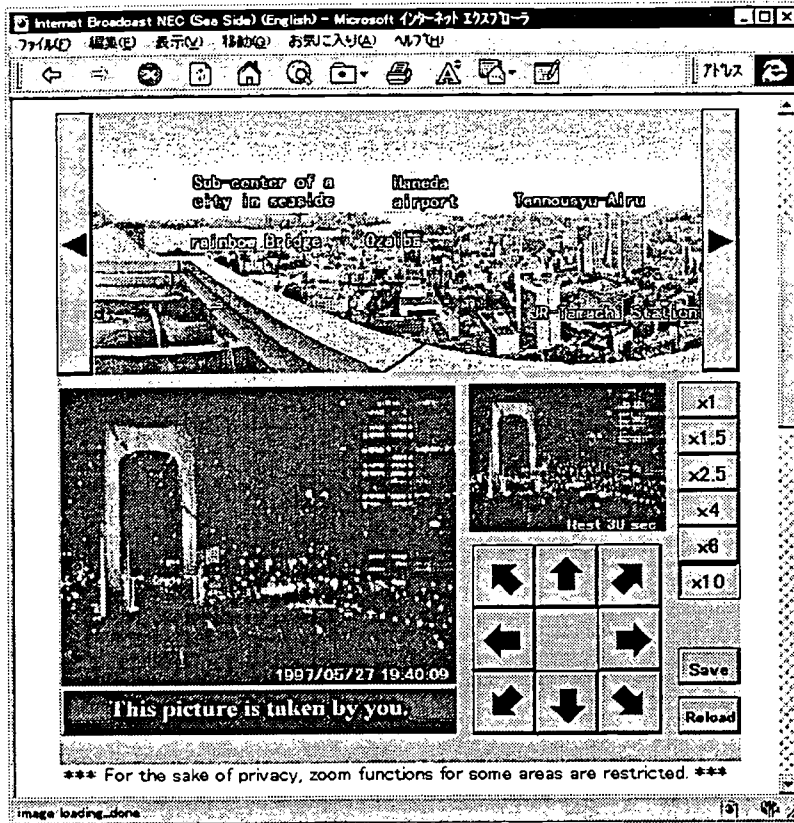 Internet Broadcast NEC (Sea Side) (English) - Microsoft インターネット エクスプローラ
ファイル(F) 編集(E) 表示(V) 移動(G) お気に入り(A) ヘルプ(H)
アドレス
Sub-center of a
city in seaside
Haneda
airport
Tennousyu-Airu
rainbow Bridge
Ozaiba
JR-Tamachi Station
x1
x1.5
x2.5
x4
x6
x10
Rest 30 sec
1997/05/27 19:40:09
This picture is taken by you.
Save
Reload
*** For the sake of privacy, zoom functions for some areas are restricted. ***
image loading_done